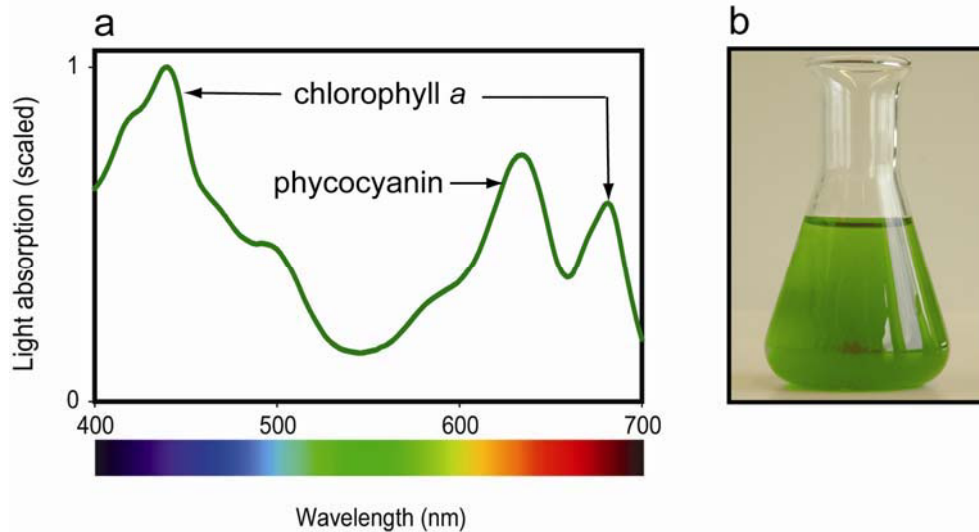 a
b
Light absorption (scaled)
1
chlorophyll a
phycocyanin
0
400
500
600
700
Wavelength (nm)